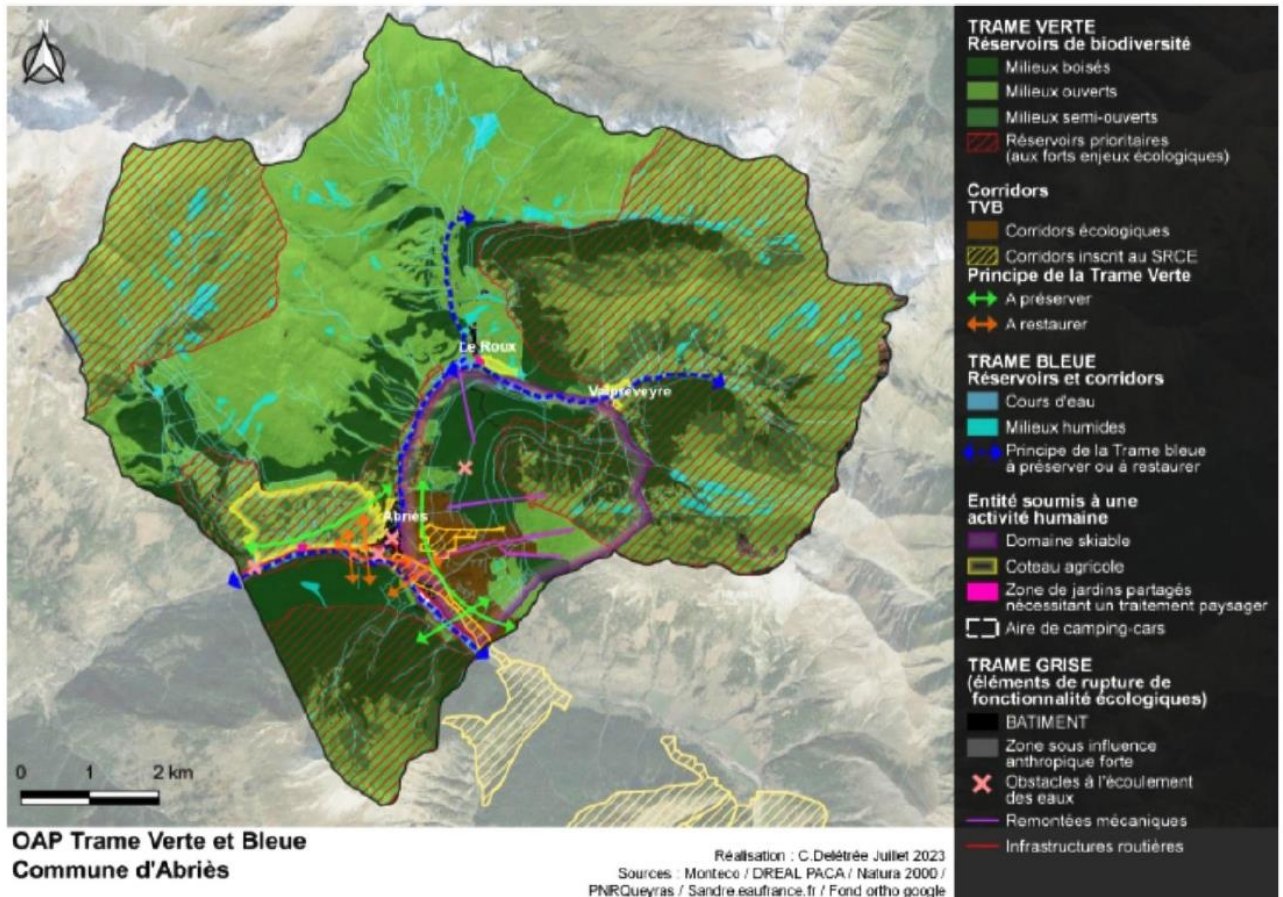 N
Le Roux
Valpréveyre
Abriès
0 1 2 km
OAP Trame Verte et Bleue
Commune d'Abriès
Réalisation : C.Delétrée Juillet 2023
Sources : Monteco / DREAL PACA / Natura 2000 /
PNRQueyras / Sandre.eaufrance.fr / Fond ortho google
TRAME VERTE
Réservoirs de biodiversité
Milieux boisés
Milieux ouverts
Milieux semi-ouverts
Réservoirs prioritaires
(aux forts enjeux écologiques)
Corridors
TVB
Corridors écologiques
Corridors inscrit au SRCE
Principe de la Trame Verte
A préserver
A restaurer
TRAME BLEUE
Réservoirs et corridors
Cours d'eau
Milieux humides
Principe de la Trame bleue
à préserver ou à restaurer
Entité soumis à une
activité humaine
Domaine skiable
Coteau agricole
Zone de jardins partagés
nécessitant un traitement paysager
Aire de camping-cars
TRAME GRISE
(éléments de rupture de
fonctionnalité écologiques)
BATIMENT
Zone sous influence
anthropique forte
Obstacles à l'écoulement
des eaux
Remontées mécaniques
Infrastructures routières